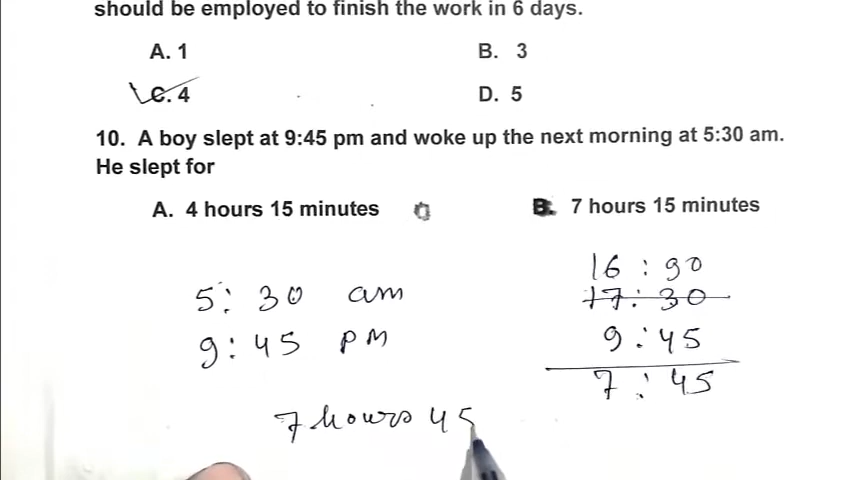 should be employed to finish the work in 6 days.
A. 1
B. 3
C. 4
D. 5
10. A boy slept at 9:45 pm and woke up the next morning at 5:30 am.
He slept for
A. 4 hours 15 minutes
B. 7 hours 15 minutes
16 : 90
5 : 30 am
17 : 30
9 : 45 pm
9 : 45
7 : 45
7 hours 45